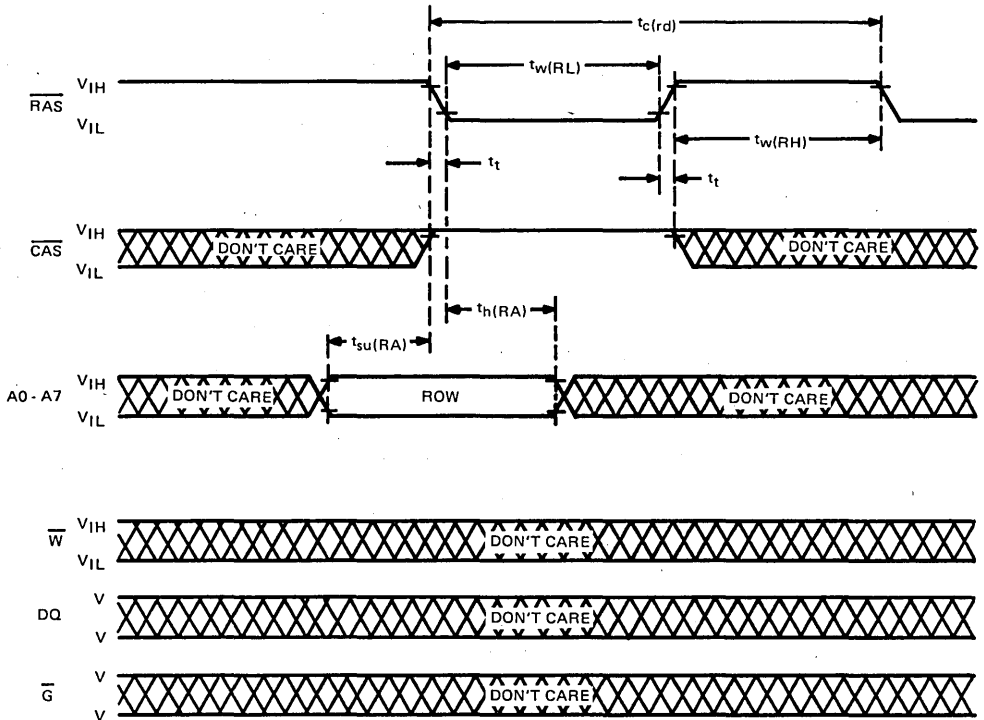 tc(rd)
tw(RL)
VIH
RAS
VIL
tw(RH)
tt
tt
VIH
CAS
DON'T CARE
DON'T CARE
VIL
th(RA)
tsu(RA)
VIH
A0 - A7
DON'T CARE
ROW
DON'T CARE
VIL
VIH
W
DON'T CARE
VIL
V
DQ
DON'T CARE
V
V
G
DON'T CARE
V